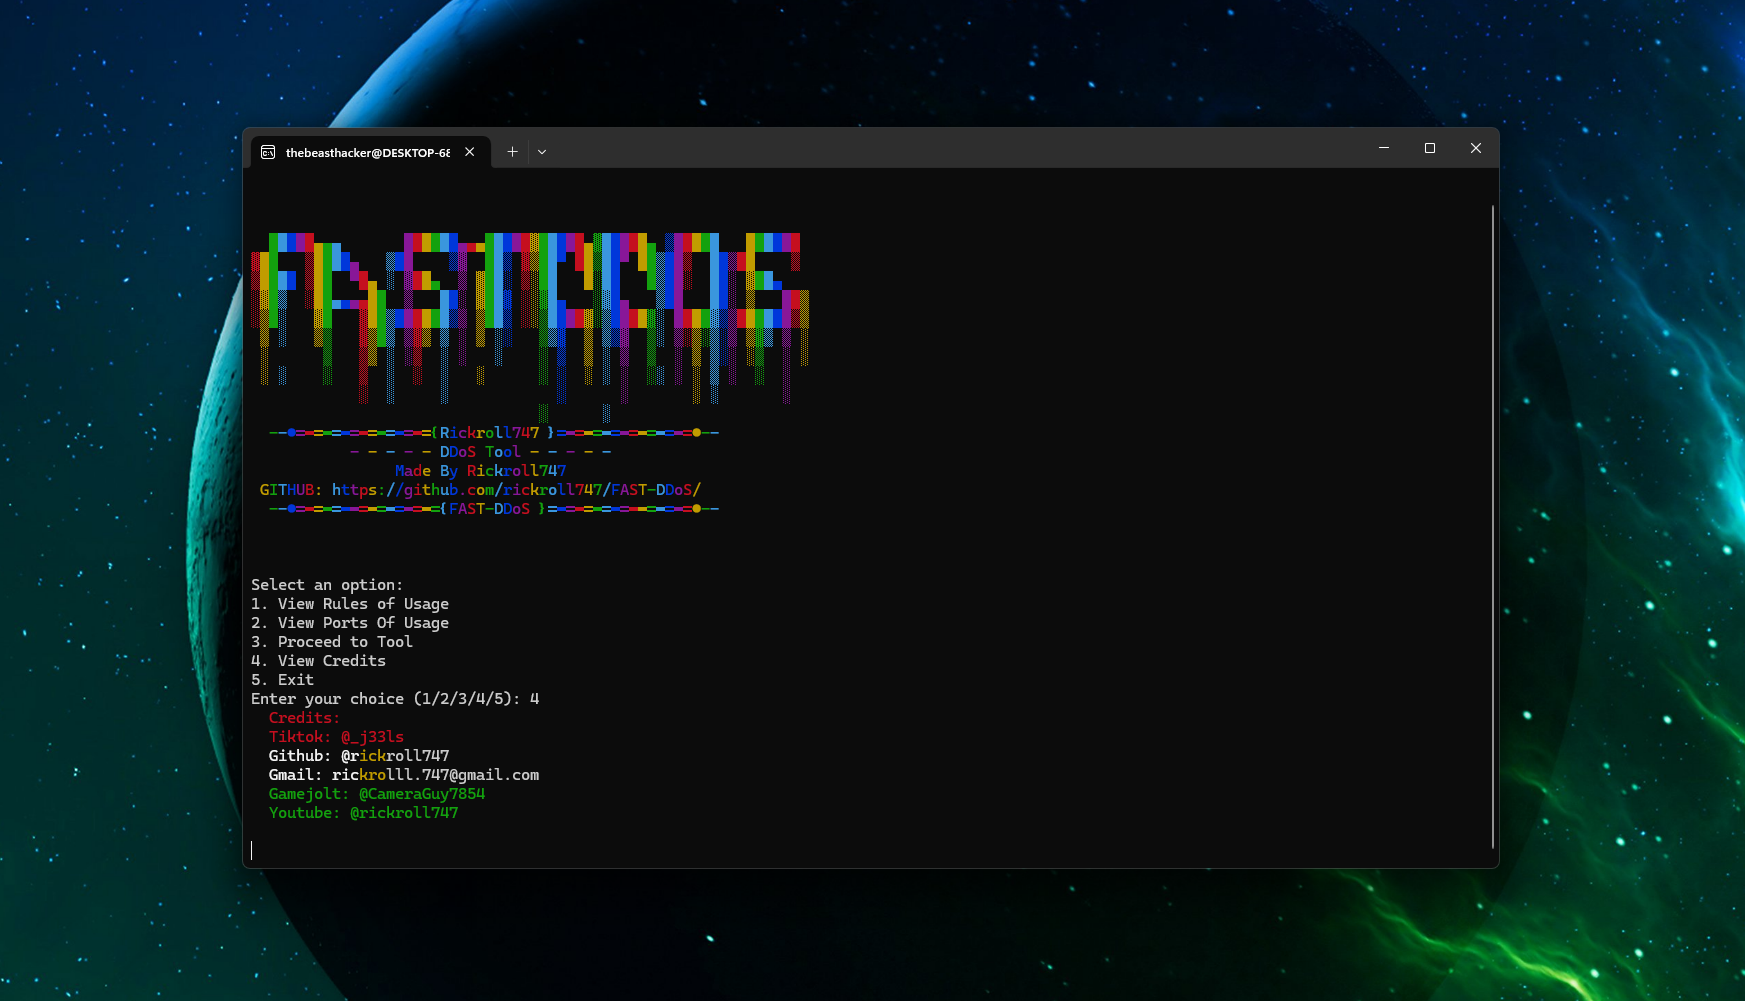 thebeasthacker@DESKTOP-68
FAST DDOS
--●=-=-=-=-=-=-=-={Rickroll747 }=-=-=-=-=-=-=-=●--
- - - - - DDoS Tool - - - - -
Made By Rickroll747
GITHUB: https://github.com/rickroll747/FAST-DDoS/
--●=-=-=-=-=-=-=-=-={FAST-DDoS }=-=-=-=-=-=-=-=-=●--
Select an option:
1. View Rules of Usage
2. View Ports Of Usage
3. Proceed to Tool
4. View Credits
5. Exit
Enter your choice (1/2/3/4/5): 4
Credits:
Tiktok: @_j33ls
Github: @rickroll747
Gmail: rickrolll.747@gmail.com
Gamejolt: @CameraGuy7854
Youtube: @rickroll747